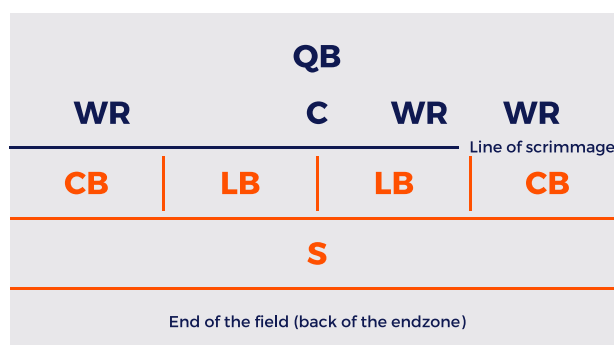 QB
WR C WR WR
Line of scrimmage
CB LB LB CB
S
End of the field (back of the endzone)